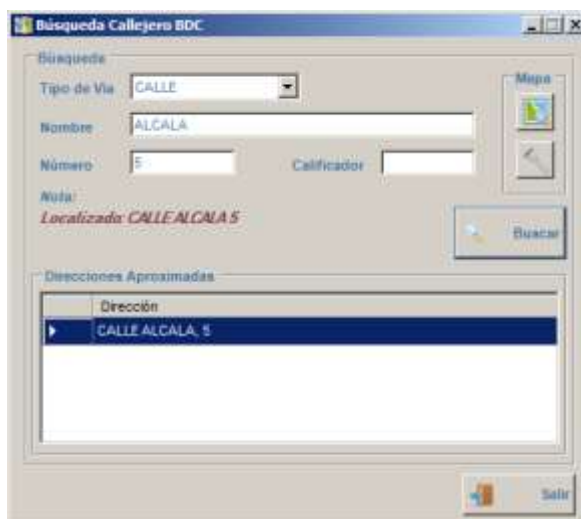 Búsqueda Callejero BDC
Búsqueda
Tipo de Via CALLE
Mapa
Nombre ALCALA
Número 5 Calificador
Nota:
Localizado: CALLE ALCALA 5
Buscar
Direcciones Aproximadas
Dirección
CALLE ALCALA, 5
Salir